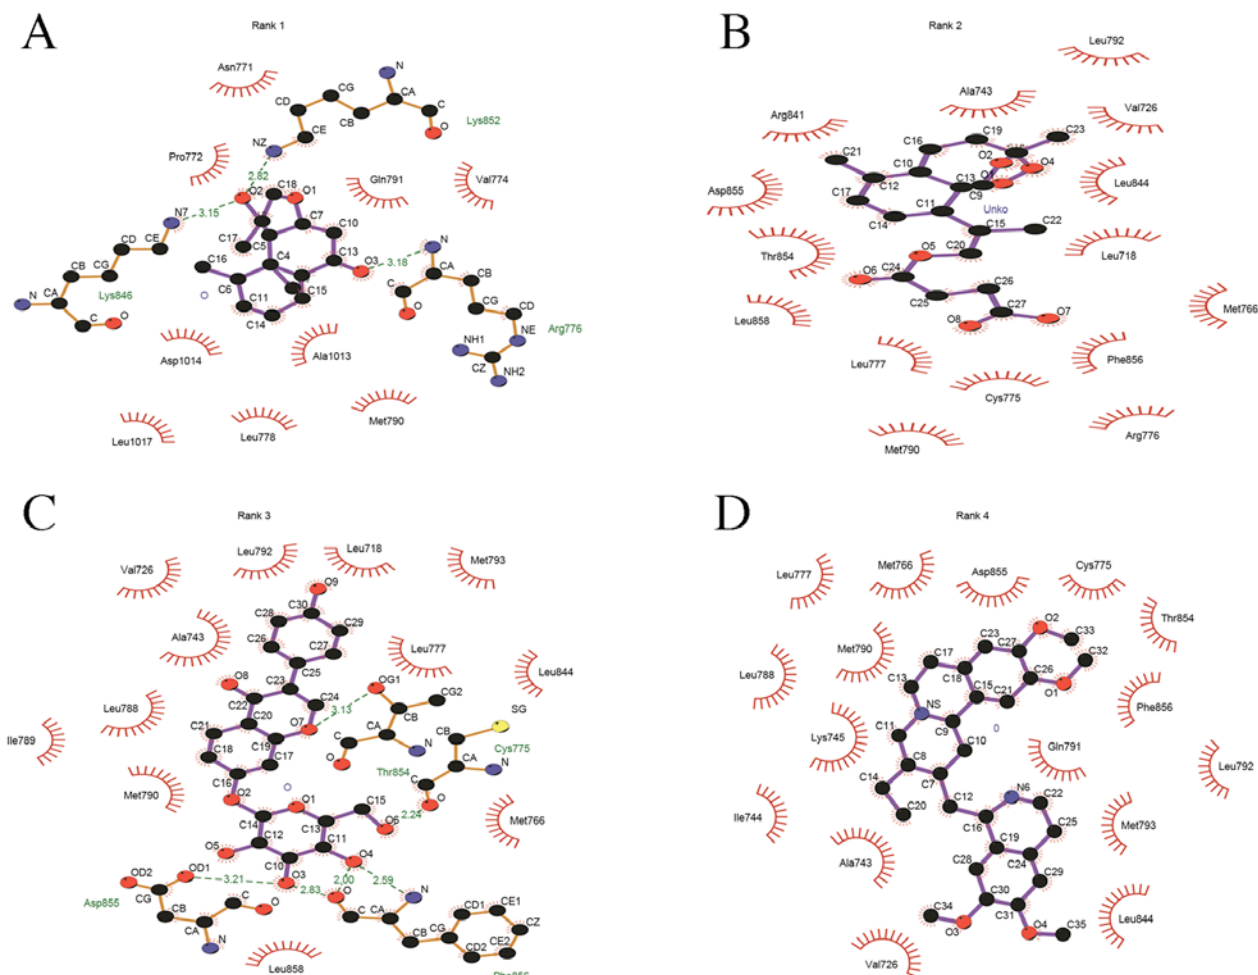 A
Rank 1
Asn771
N
CG
CD
CA
C
CB
O
Lys852
CE
NZ
Pro772
2.82
C18
O2
O1
Gln791
Val774
N7
3.15
C7
C10
C17
C5
C13
N
CD
CE
C16
C4
O3
3.18
CA
CB
CB
CG
C6
C15
C
CA
N
Lys846
O
C11
CG
CD
C
O
C14
O
NE
Arg776
NH1
Asp1014
Ala1013
CZ
NH2
Met790
Leu1017
Leu778
B
Rank 2
Leu792
Ala743
Val726
Arg841
C19
C23
C16
O2
O4
C21
C10
C13
O1
Asp855
C12
C9
Leu844
C17
C11
Unko
C14
C15
C22
O5
C20
Thr854
Leu718
O6
C24
C26
C25
C27
Met766
Leu858
O8
O7
Leu777
Phe856
Cys775
Met790
Arg776
C
Rank 3
Leu792
Leu718
Met793
Val726
O9
C30
C28
C29
C26
C27
Ala743
Leu777
C25
Leu844
O8
C23
OG1
C24
CG2
C22
3.13
SG
Leu788
C20
O7
CB
C21
CA
CB
Ile789
C19
C18
C17
C
N
Cys775
O
CA
N
C16
Thr854
C
Met790
O2
O
O
O1
C15
C14
C13
2.24
Met766
C12
C11
O6
O5
C10
O4
OD2
OD1
O3
3.21
2.83
2.00
2.59
N
CG
O
CD1
CE1
Asp855
C
C
CA
CB
O
CZ
CA
CB
CG
N
CD2
CE2
Leu858
Phe856
D
Rank 4
Leu777
Met766
Asp855
Cys775
O2
C33
Thr854
C23
C27
Met790
C17
C32
C26
Leu788
C13
C18
C15
O1
C21
Phe856
NS
C9
0
C11
Lys745
C10
Gln791
C8
Leu792
C14
C7
C12
N6
C22
Ile744
C20
C16
C25
Met793
C19
Ala743
C28
C24
C29
C30
C34
C31
Leu844
O3
O4
C35
Val726